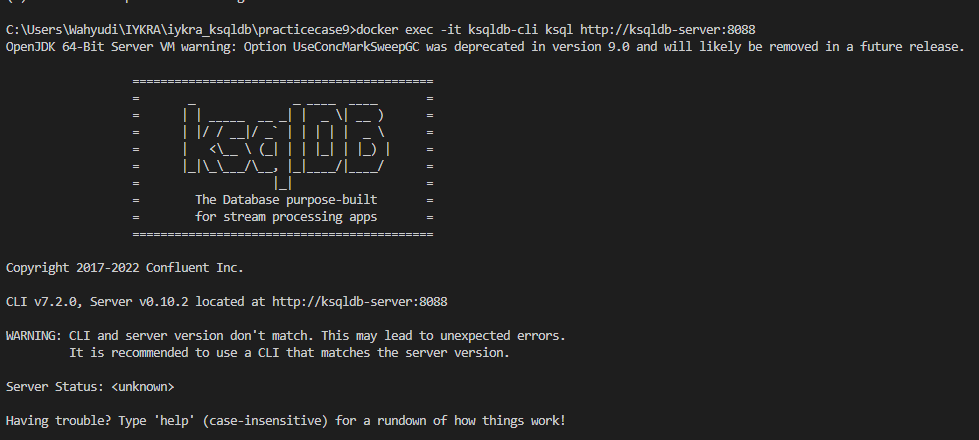 C:\Users\Wahyudi\IYKRA\iykra_ksqldb\practicecase9>docker exec -it ksqldb-cli ksql http://ksqldb-server:8088
OpenJDK 64-Bit Server VM warning: Option UseConcMarkSweepGC was deprecated in version 9.0 and will likely be removed in a future release.
===========================================
=       _              _ ____  ____       =
=      | | _____  __ _| |  _ \| __ )      =
=      | |/ / __|/ _` | | | | |  _ \      =
=      |   <\__ \ (_| | | |_| | |_) |     =
=      |_|\_\___/\__, |_|____/|____/      =
=                   |_|                   =
=        The Database purpose-built       =
=        for stream processing apps       =
===========================================
Copyright 2017-2022 Confluent Inc.
CLI v7.2.0, Server v0.10.2 located at http://ksqldb-server:8088
WARNING: CLI and server version don't match. This may lead to unexpected errors.
It is recommended to use a CLI that matches the server version.
Server Status: <unknown>
Having trouble? Type 'help' (case-insensitive) for a rundown of how things work!